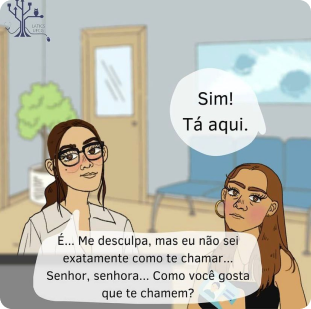 Sim!
Tá aqui.
É... Me desculpa, mas eu não sei
exatamente como te chamar...
Senhor, senhora... Como você gosta
que te chamem?